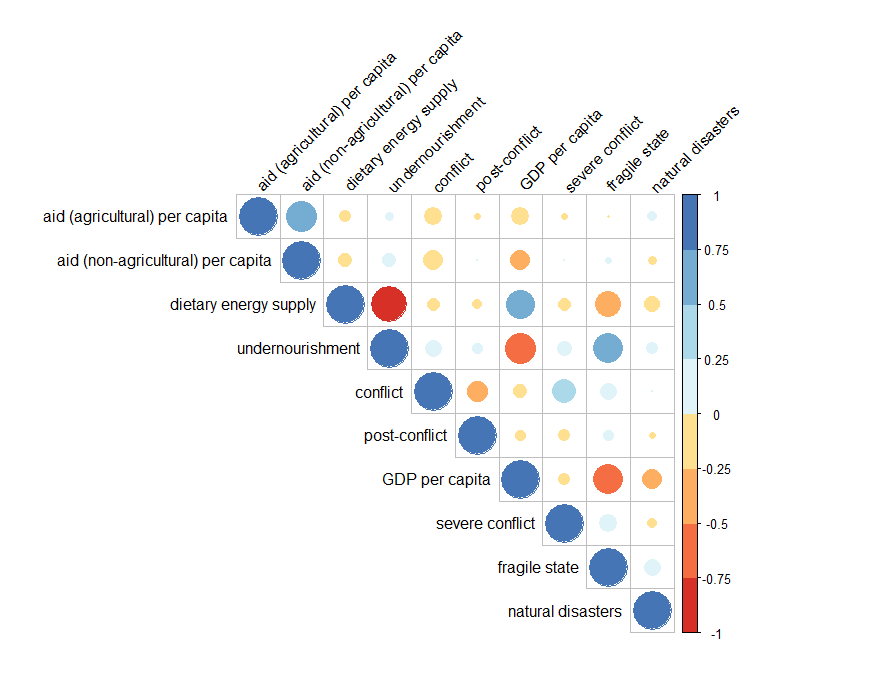 aid (agricultural) per capita
aid (non-agricultural) per capita
dietary energy supply
undernourishment
conflict
post-conflict
GDP per capita
severe conflict
fragile state
natural disasters
aid (agricultural) per capita
aid (non-agricultural) per capita
dietary energy supply
undernourishment
conflict
post-conflict
GDP per capita
severe conflict
fragile state
natural disasters
1
0.75
0.5
0.25
0
-0.25
-0.5
-0.75
-1